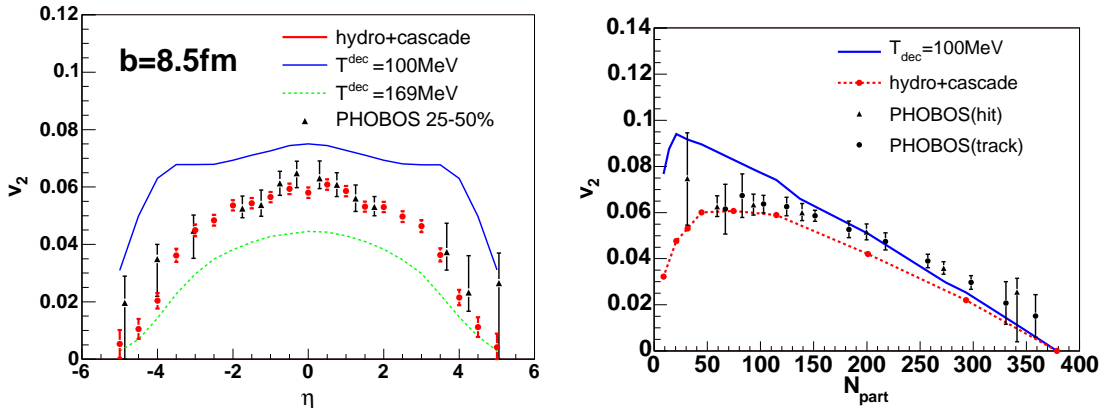 v2
0.12
0.1
0.08
0.06
0.04
0.02
0
b=8.5fm
hydro+cascade
T^dec =100MeV
T^dec =169MeV
PHOBOS 25-50%
-6 -4 -2 0 2 4 6
η
v2
0.14
0.12
0.1
0.08
0.06
0.04
0.02
0
T_dec=100MeV
hydro+cascade
PHOBOS(hit)
PHOBOS(track)
0 50 100 150 200 250 300 350 400
N_part